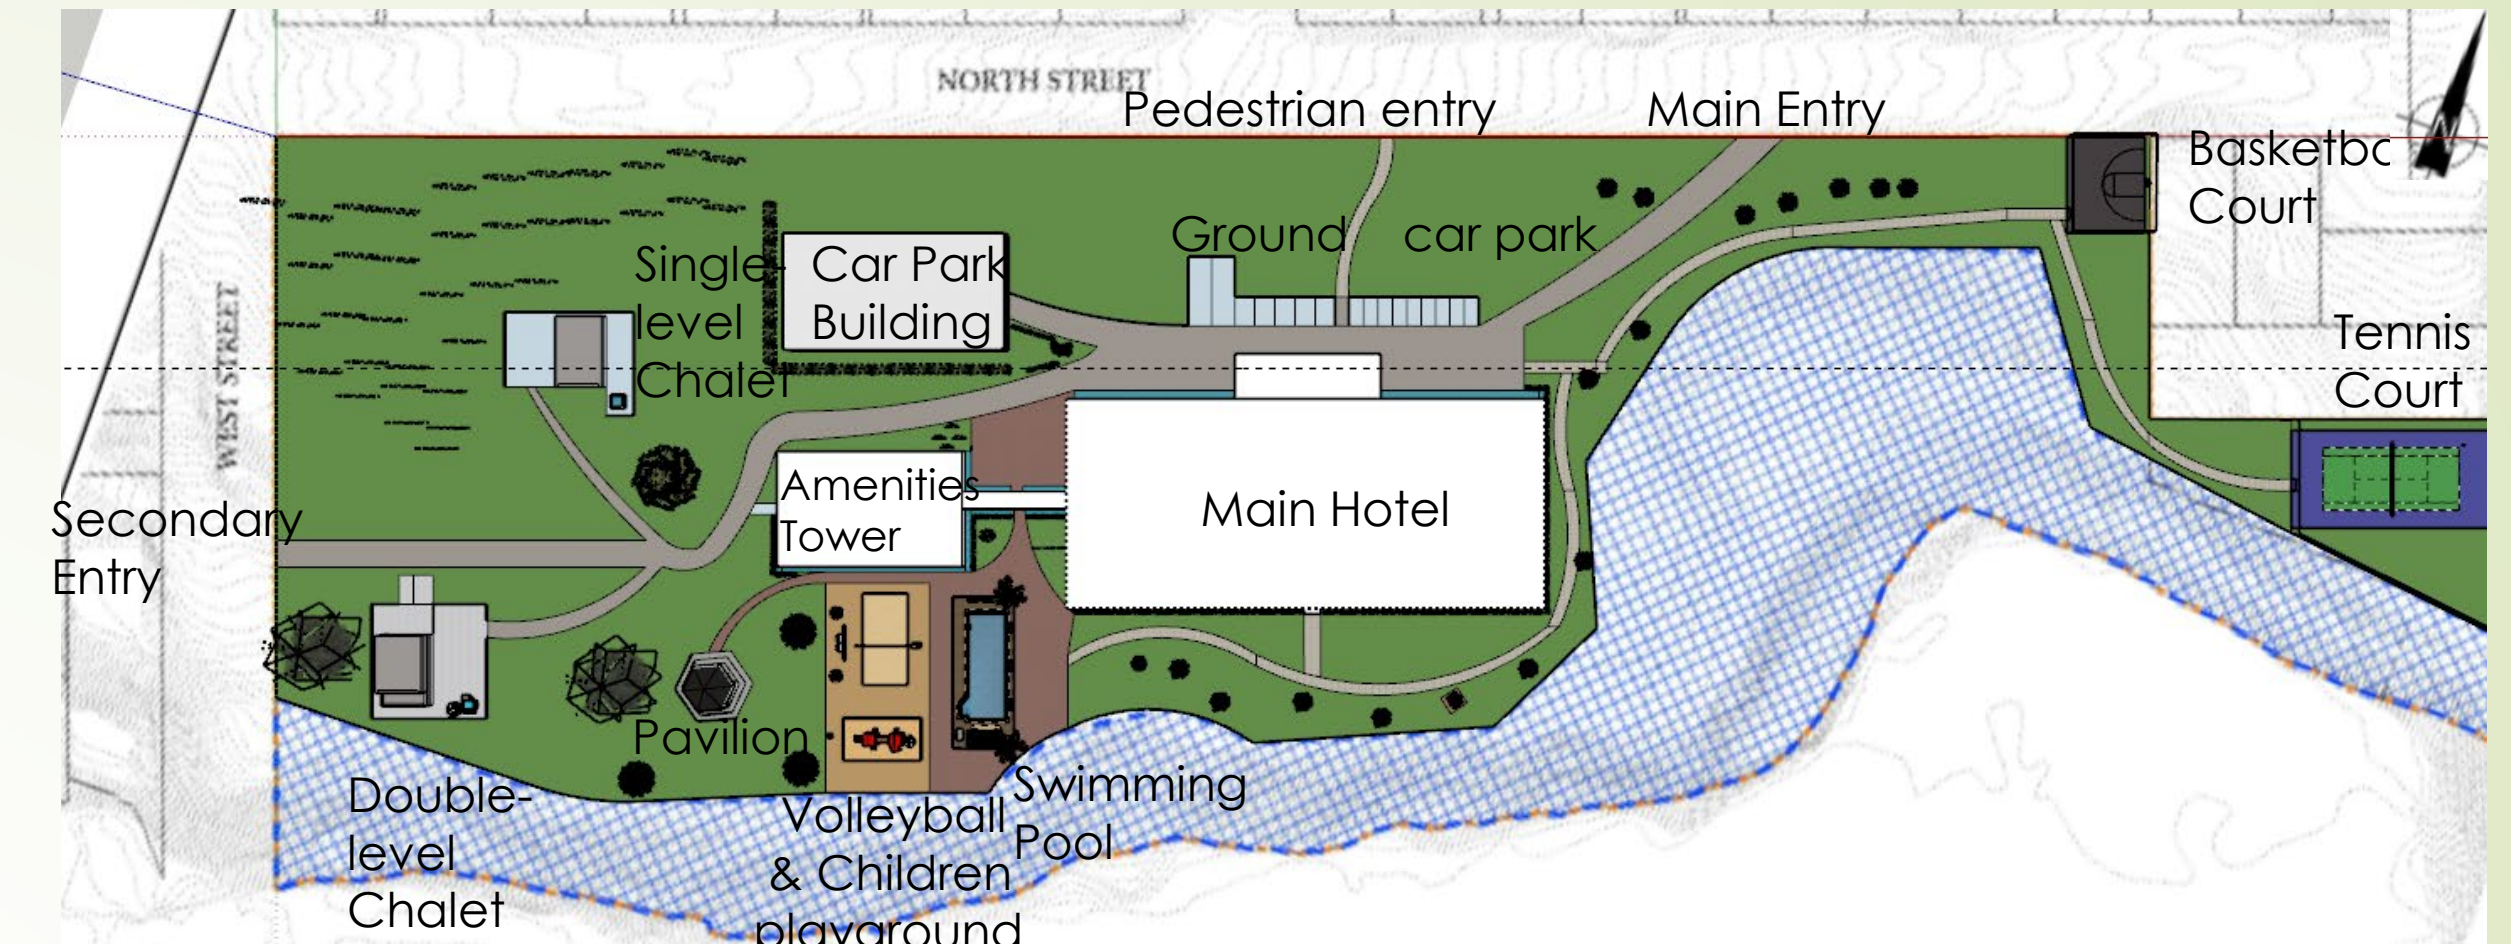 NORTH STREET
Pedestrian entry
Main Entry
Basketbc
Court
Ground car park
Single-
level
Chalet
Car Park
Building
Tennis
Court
WEST STREET
Amenities
Tower
Main Hotel
Secondary
Entry
Pavilion
Swimming
Pool
Double-
level
Chalet
Volleyball
& Children
playground
N